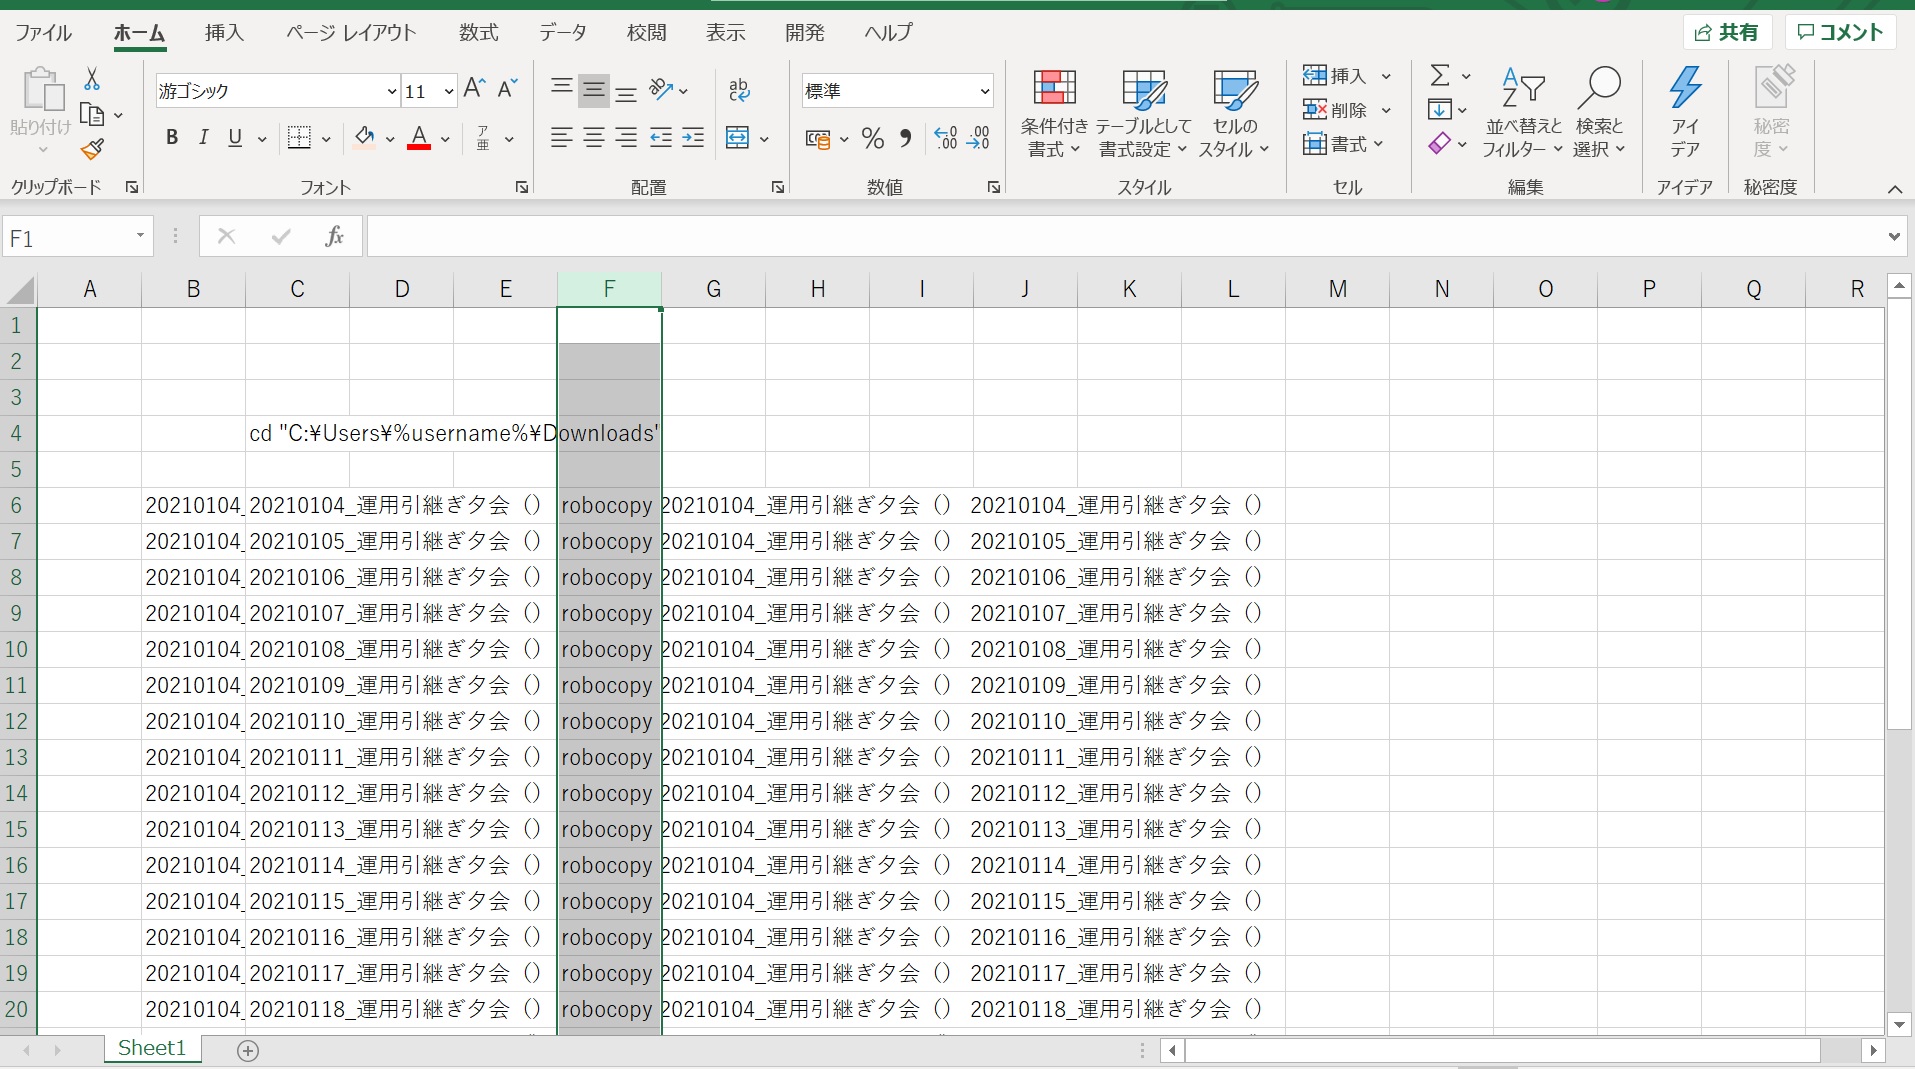 ファイル ホーム 挿入 ページ レイアウト 数式 データ 校閲 表示 開発 ヘルプ 共有 コメント
貼り付け 游ゴシック 11 A A ab c 標準
B I U A ア 亜 % 9 .00 .00
条件付き 書式 テーブルとして 書式設定 セルの スタイル 挿入 削除 書式 並べ替えと フィルター 検索と 選択 アイ デア 秘密 度
クリップボード フォント 配置 数値 スタイル セル 編集 アイデア 秘密度
F1 fx
A B C D E F G H I J K L M N O P Q R
1
2
3
4 cd "C:¥Users¥%username%¥Downloads"
5
6 20210104_ 20210104_運用引継ぎ夕会（） robocopy 20210104_運用引継ぎ夕会（） 20210104_運用引継ぎ夕会（）
7 20210104_ 20210105_運用引継ぎ夕会（） robocopy 20210104_運用引継ぎ夕会（） 20210105_運用引継ぎ夕会（）
8 20210104_ 20210106_運用引継ぎ夕会（） robocopy 20210104_運用引継ぎ夕会（） 20210106_運用引継ぎ夕会（）
9 20210104_ 20210107_運用引継ぎ夕会（） robocopy 20210104_運用引継ぎ夕会（） 20210107_運用引継ぎ夕会（）
10 20210104_ 20210108_運用引継ぎ夕会（） robocopy 20210104_運用引継ぎ夕会（） 20210108_運用引継ぎ夕会（）
11 20210104_ 20210109_運用引継ぎ夕会（） robocopy 20210104_運用引継ぎ夕会（） 20210109_運用引継ぎ夕会（）
12 20210104_ 20210110_運用引継ぎ夕会（） robocopy 20210104_運用引継ぎ夕会（） 20210110_運用引継ぎ夕会（）
13 20210104_ 20210111_運用引継ぎ夕会（） robocopy 20210104_運用引継ぎ夕会（） 20210111_運用引継ぎ夕会（）
14 20210104_ 20210112_運用引継ぎ夕会（） robocopy 20210104_運用引継ぎ夕会（） 20210112_運用引継ぎ夕会（）
15 20210104_ 20210113_運用引継ぎ夕会（） robocopy 20210104_運用引継ぎ夕会（） 20210113_運用引継ぎ夕会（）
16 20210104_ 20210114_運用引継ぎ夕会（） robocopy 20210104_運用引継ぎ夕会（） 20210114_運用引継ぎ夕会（）
17 20210104_ 20210115_運用引継ぎ夕会（） robocopy 20210104_運用引継ぎ夕会（） 20210115_運用引継ぎ夕会（）
18 20210104_ 20210116_運用引継ぎ夕会（） robocopy 20210104_運用引継ぎ夕会（） 20210116_運用引継ぎ夕会（）
19 20210104_ 20210117_運用引継ぎ夕会（） robocopy 20210104_運用引継ぎ夕会（） 20210117_運用引継ぎ夕会（）
20 20210104_ 20210118_運用引継ぎ夕会（） robocopy 20210104_運用引継ぎ夕会（） 20210118_運用引継ぎ夕会（）
Sheet1